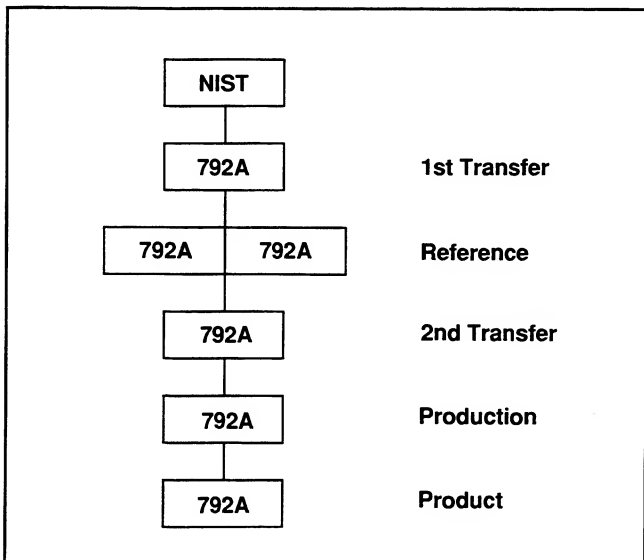 NIST
792A 1st Transfer
792A 792A Reference
792A 2nd Transfer
792A Production
792A Product